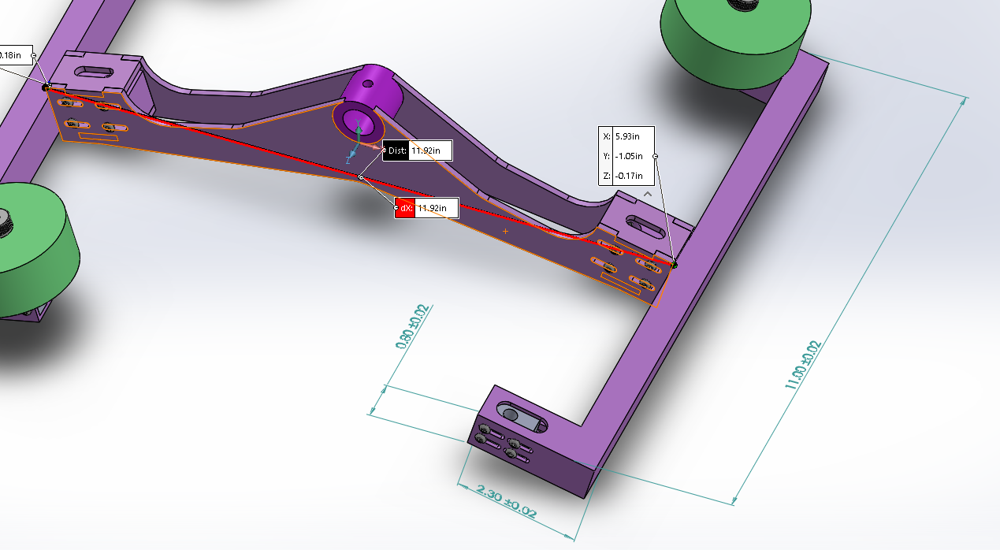 0.18in
X: 5.93in
Y: -1.05in
Z: -0.17in
Y
Z
Dist: 11.92in
dX: 11.92in
0.80±0.02
11.00±0.02
2.30 ±0.02